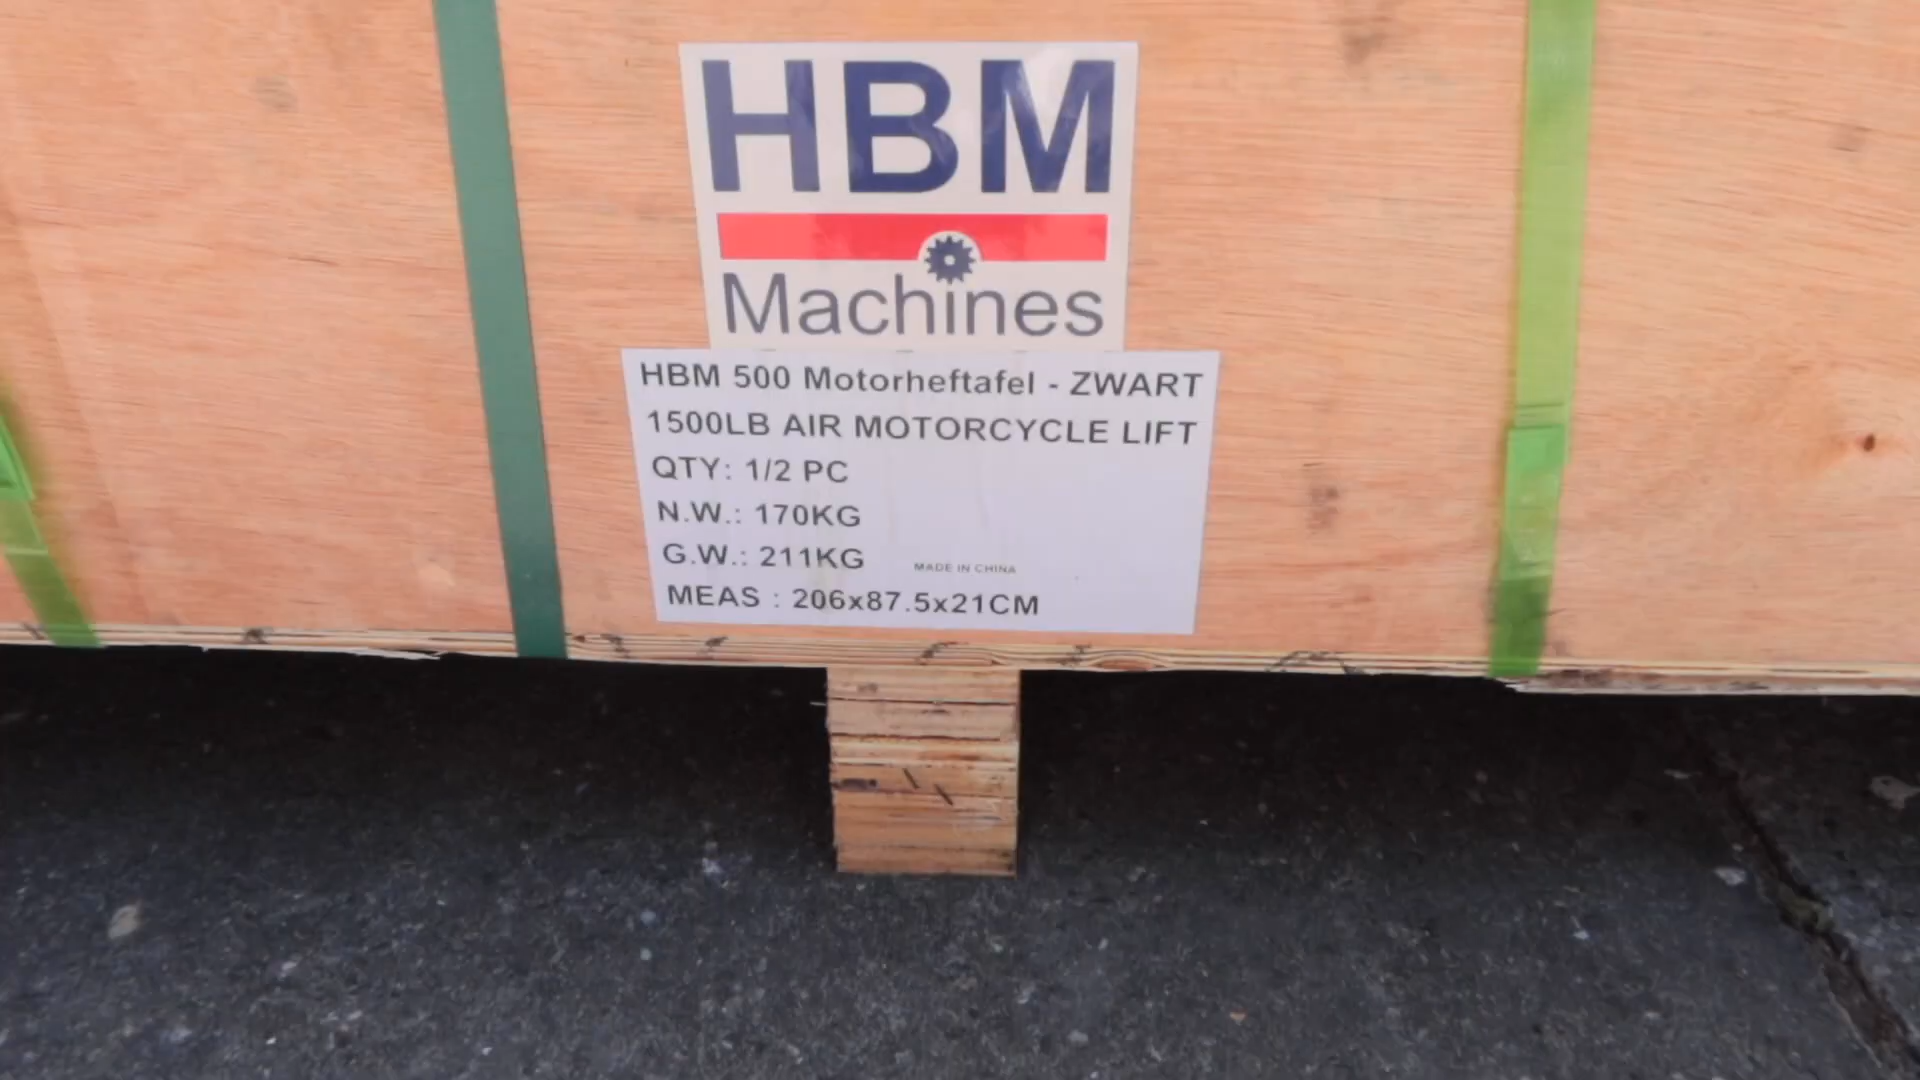 HBM
Machines
HBM 500 Motorheftafel - ZWART
1500LB AIR MOTORCYCLE LIFT
QTY: 1/2 PC
N.W.: 170KG
G.W.: 211KG
MADE IN CHINA
MEAS : 206x87.5x21CM